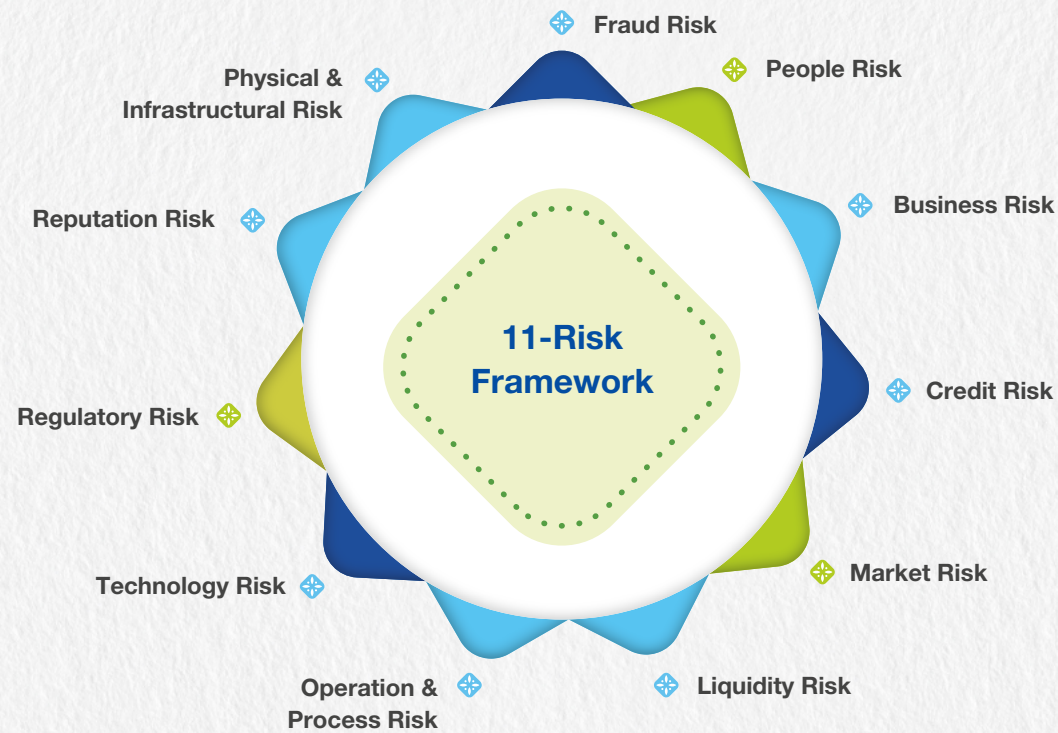 Fraud Risk
People Risk
Physical &
Infrastructural Risk
Business Risk
Reputation Risk
11-Risk
Framework
Credit Risk
Regulatory Risk
Market Risk
Technology Risk
Operation &
Process Risk
Liquidity Risk